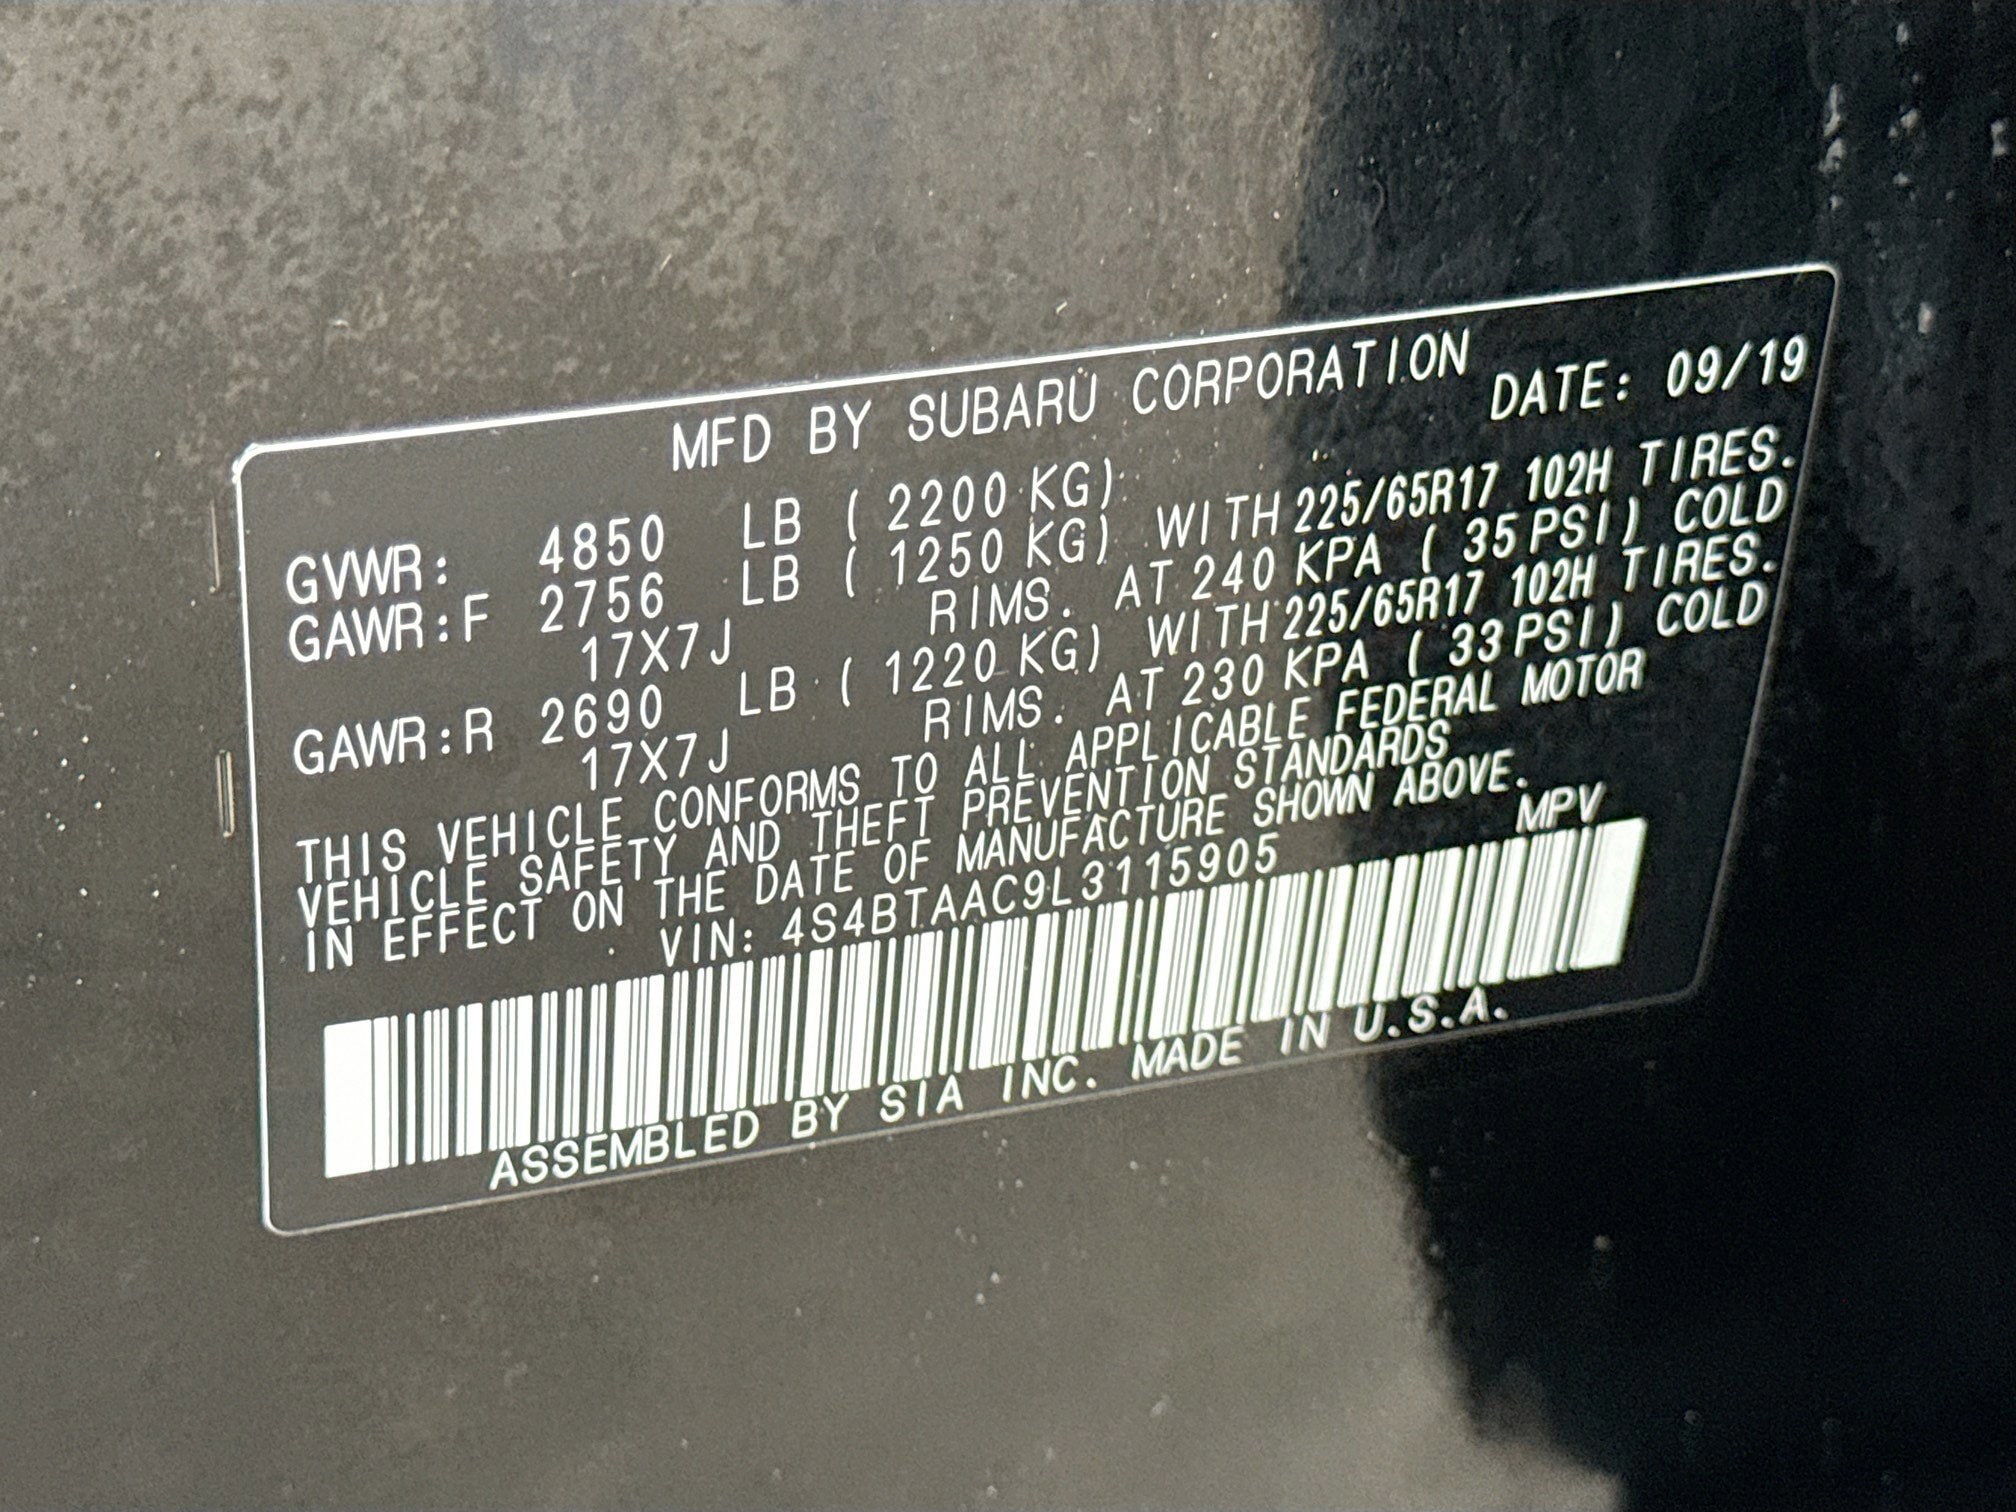 MFD BY SUBARU CORPORATION
DATE: 09/19
GVWR: 4850 LB ( 2200 KG)
GAWR:F 2756 LB ( 1250 KG) WITH 225/65R17 102H TIRES.
17X7J RIMS. AT 240 KPA ( 35 PSI) COLD
GAWR:R 2690 LB ( 1220 KG) WITH 225/65R17 102H TIRES.
17X7J RIMS. AT 230 KPA ( 33 PSI) COLD
THIS VEHICLE CONFORMS TO ALL APPLICABLE FEDERAL MOTOR
VEHICLE SAFETY AND THEFT PREVENTION STANDARDS
IN EFFECT ON THE DATE OF MANUFACTURE SHOWN ABOVE.
VIN: 4S4BTAAC9L3115905 MPV
ASSEMBLED BY SIA INC. MADE IN U.S.A.